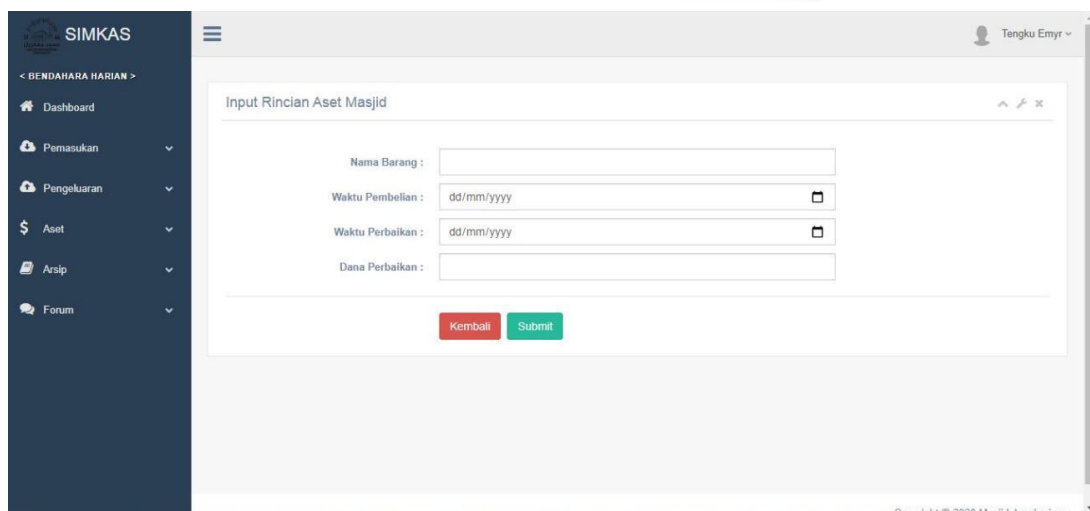 SIMKAS
Tengku Emyr
< BENDAHARA HARIAN >
Dashboard
Pemasukan
Pengeluaran
Aset
Arsip
Forum
Input Rincian Aset Masjid
Nama Barang :
Waktu Pembelian :
dd/mm/yyyy
Waktu Perbaikan :
dd/mm/yyyy
Dana Perbaikan :
Kembali
Submit